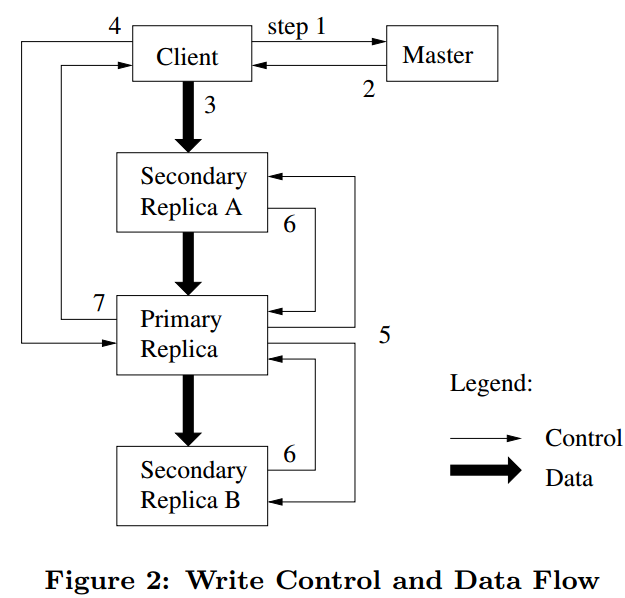 4
step 1
Client
Master
2
3
Secondary
Replica A
6
7
Primary
Replica
5
Legend:
Control
Data
6
Secondary
Replica B
Figure 2: Write Control and Data Flow